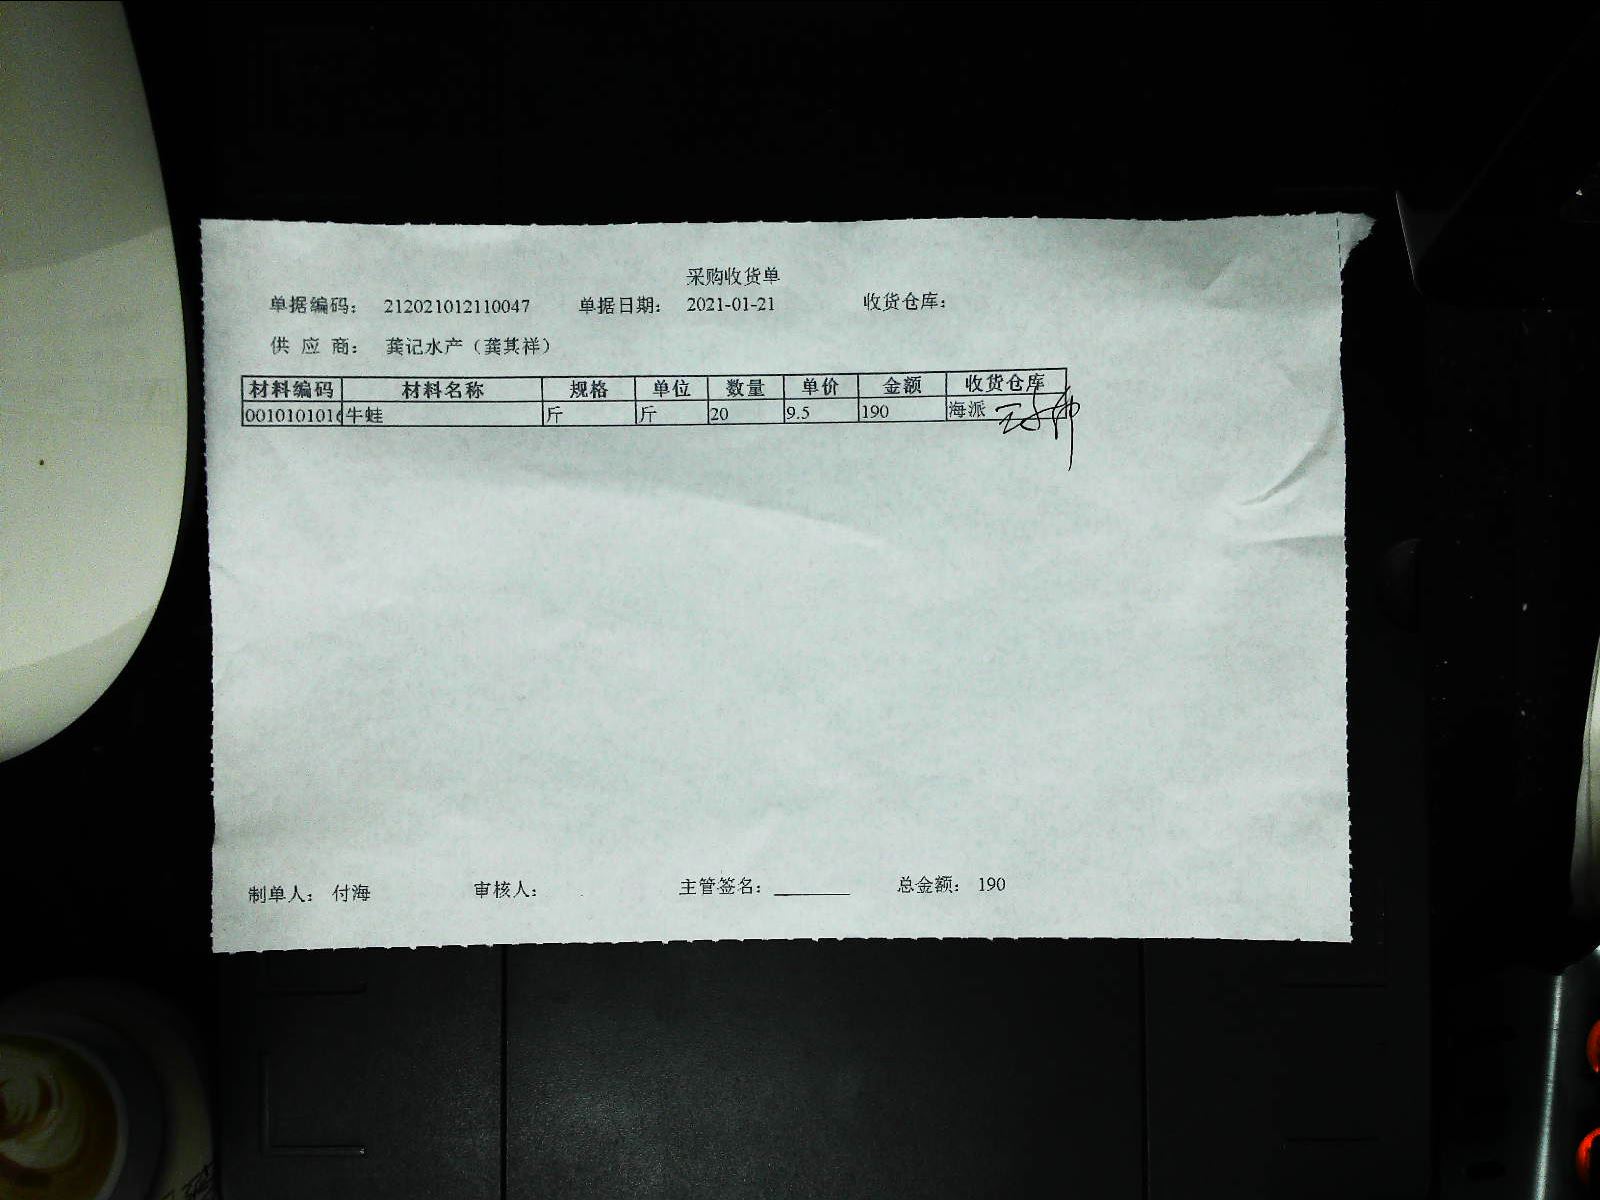 采购收货单
单据编码： 212021012110047 单据日期： 2021-01-21 收货仓库：
供 应 商： 龚记水产（龚其祥）
材料编码 材料名称 规格 单位 数量 单价 金额 收货仓库
001010101 牛蛙 斤 斤 20 9.5 190 海派
制单人： 付海 审核人： 主管签名： 总金额： 190